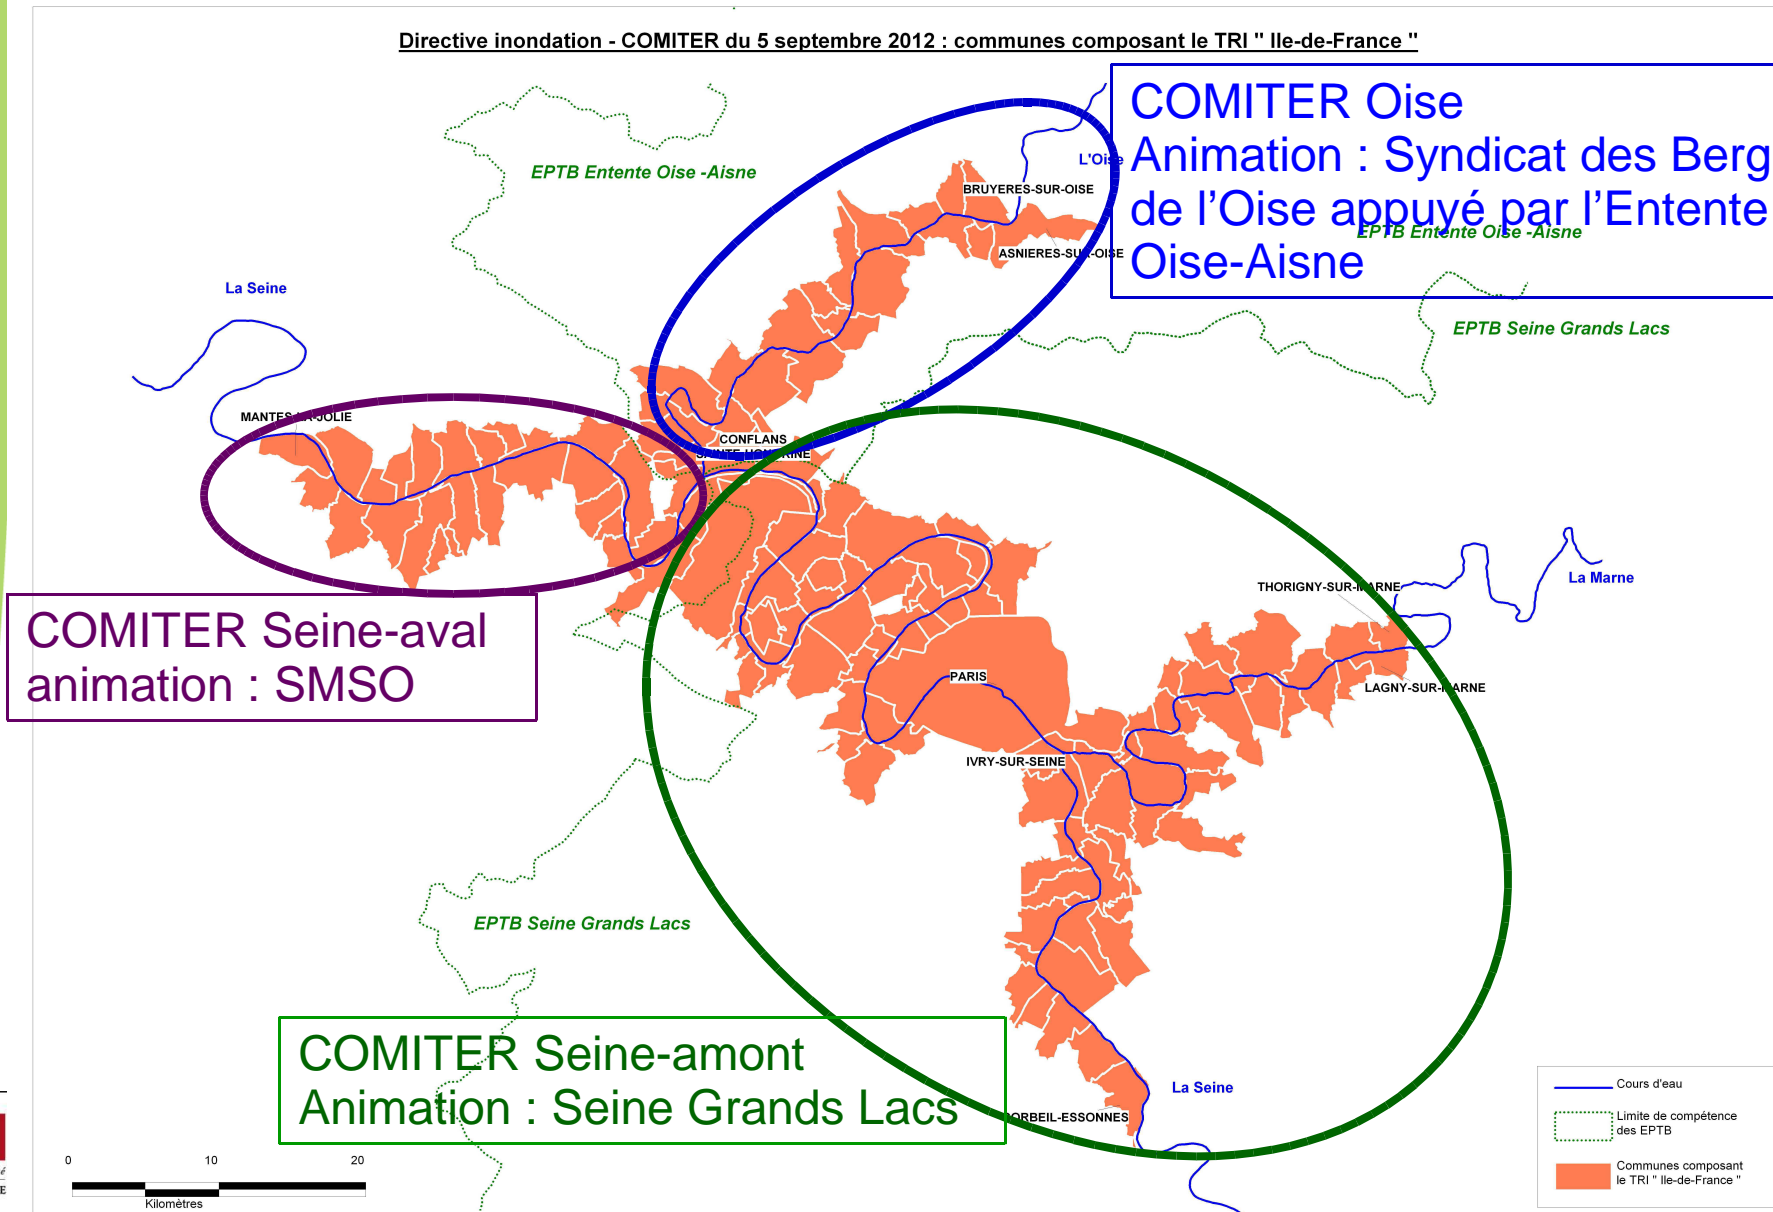 Directive inondation - COMITER du 5 septembre 2012 : communes composant le TRI " Ile-de-France "
COMITER Oise
Animation : Syndicat des Berg
de l’Oise appuyé par l’Entente
Oise-Aisne
L'Oise
EPTB Entente Oise -Aisne
BRUYERES-SUR-OISE
EPTB Entente Oise -Aisne
ASNIERES-SUR-OISE
La Seine
EPTB Seine Grands Lacs
MANTES-LA-JOLIE
CONFLANS
SAINTE-HONORINE
La Marne
THORIGNY-SUR-MARNE
COMITER Seine-aval
animation : SMSO
PARIS
LAGNY-SUR-MARNE
IVRY-SUR-SEINE
EPTB Seine Grands Lacs
COMITER Seine-amont
Animation : Seine Grands Lacs
La Seine
ORBEIL-ESSONNES
Cours d'eau
Limite de compétence
des EPTB
Communes composant
le TRI " Ile-de-France "
0 10 20
Kilomètres
é
E